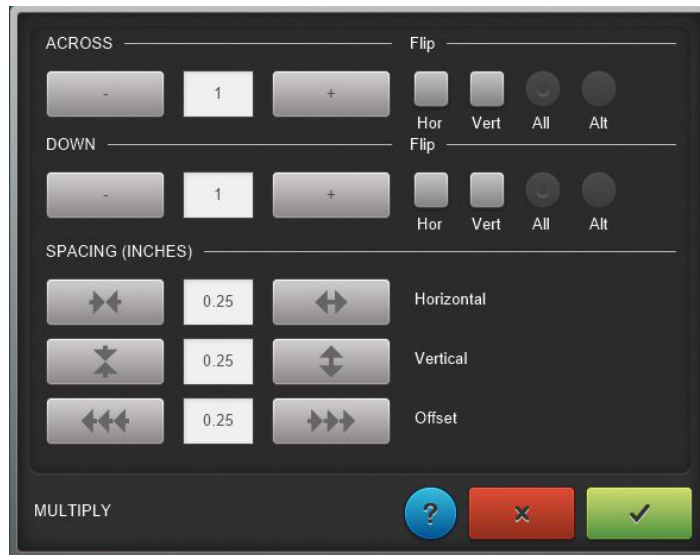 ACROSS Flip
- 1 +
Hor Vert All Alt
DOWN Flip
- 1 +
Hor Vert All Alt
SPACING (INCHES)
0.25 Horizontal
0.25 Vertical
0.25 Offset
MULTIPLY ?